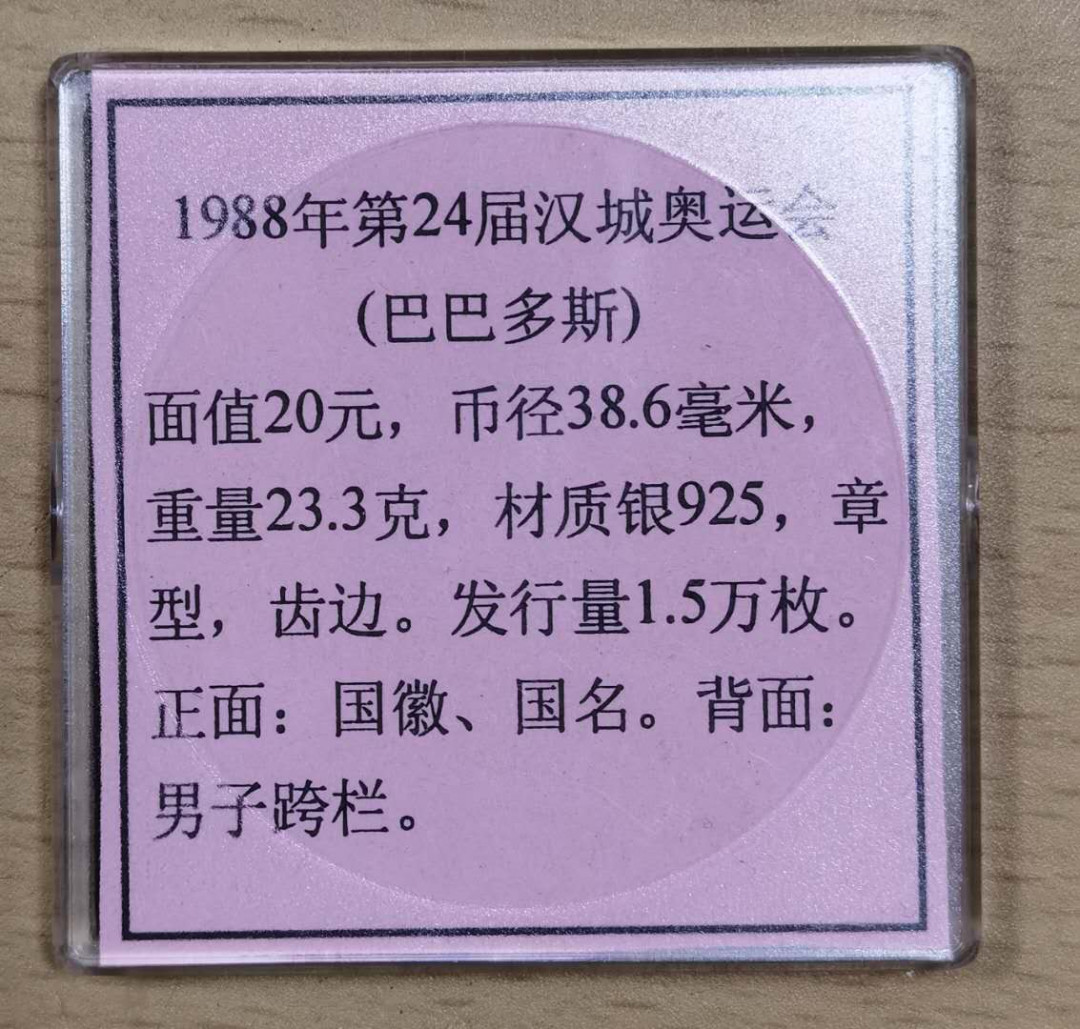 1988年第24届汉城奥运会
(巴巴多斯)
面值20元，币径38.6毫米，
重量23.3克，材质银925，章
型，齿边。发行量1.5万枚。
正面：国徽、国名。背面：
男子跨栏。